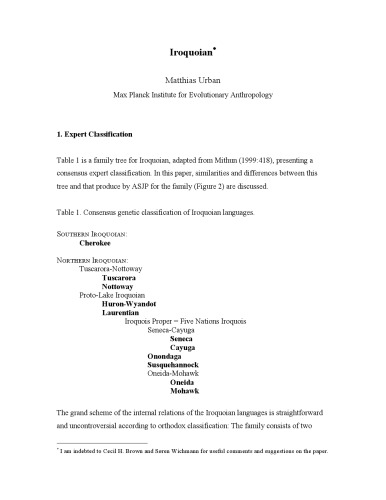 Iroquoian*
Matthias Urban
Max Planck Institute for Evolutionary Anthropology
1. Expert Classification
Table 1 is a family tree for Iroquoian, adapted from Mithun (1999:418), presenting a
consensus expert classification. In this paper, similarities and differences between this
tree and that produce by ASJP for the family (Figure 2) are discussed.
Table 1. Consensus genetic classification of Iroquoian languages.
SOUTHERN IROQUOIAN:
Cherokee
NORTHERN IROQUOIAN:
Tuscarora-Nottoway
Tuscarora
Nottoway
Proto-Lake Iroquoian
Huron-Wyandot
Laurentian
Iroquois Proper = Five Nations Iroquois
Seneca-Cayuga
Seneca
Cayuga
Onondaga
Susquehannock
Oneida-Mohawk
Oneida
Mohawk
The grand scheme of the internal relations of the Iroquoian languages is straightforward
and uncontroversial according to orthodox classification: The family consists of two
* I am indebted to Cecil H. Brown and Søren Wichmann for useful comments and suggestions on the paper.